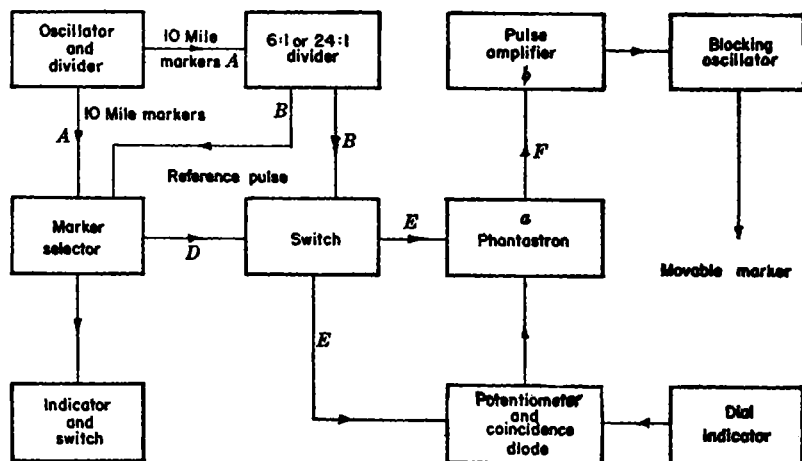 Oscillator
and
divider
10 Mile
markers A
6:1 or 24:1
divider
Pulse
amplifier
b
Blocking
oscillator
10 Mile markers
A
B
B
Reference pulse
F
Marker
selector
D
Switch
E
a
Phantastron
Movable marker
E
Indicator
and
switch
Potentiometer
and
coincidence
diode
Dial
indicator